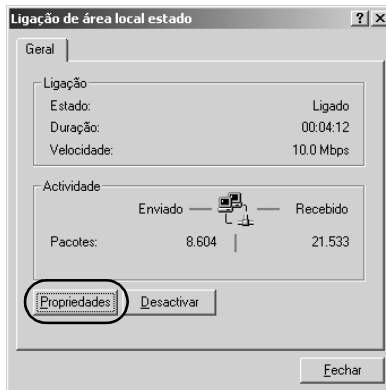 Ligação de área local estado
Geral
Ligação
Estado: Ligado
Duração: 00:04:12
Velocidade: 10.0 Mbps
Actividade
Enviado Recebido
Pacotes: 8.604 21.533
Propriedades Desactivar
Fechar